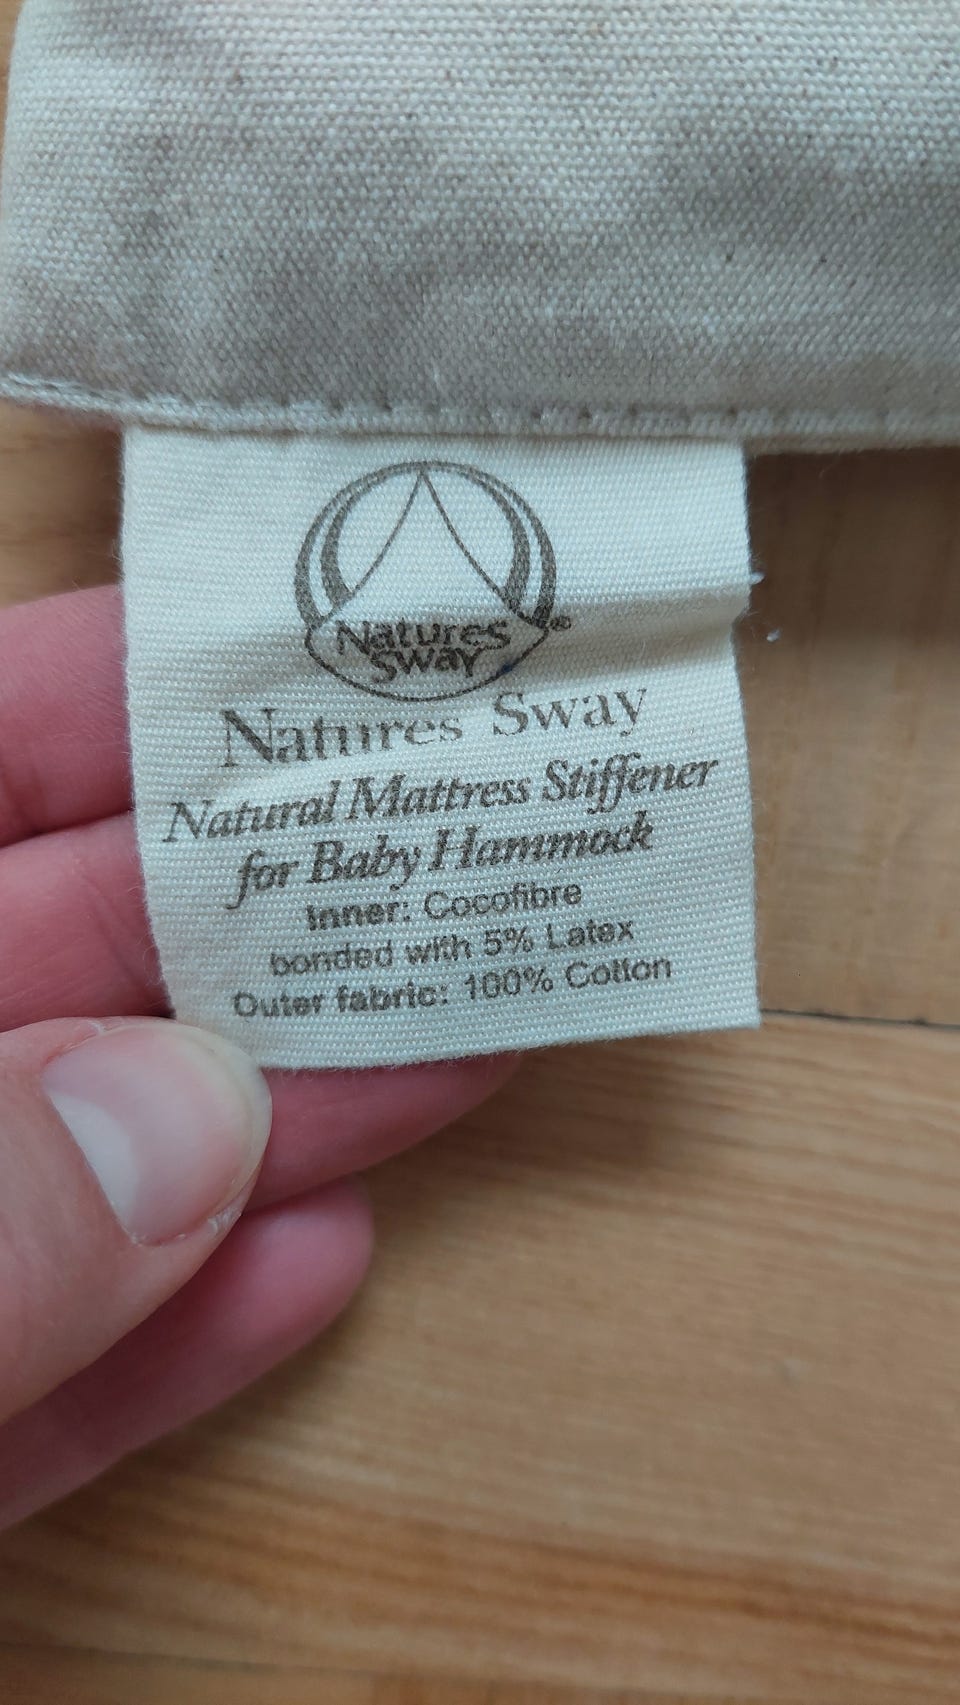 Natures
Sway
®
Natures Sway
Natural Mattress Stiffener
for Baby Hammock
Inner: Cocofibre
bonded with 5% Latex
Outer fabric: 100% Cotton